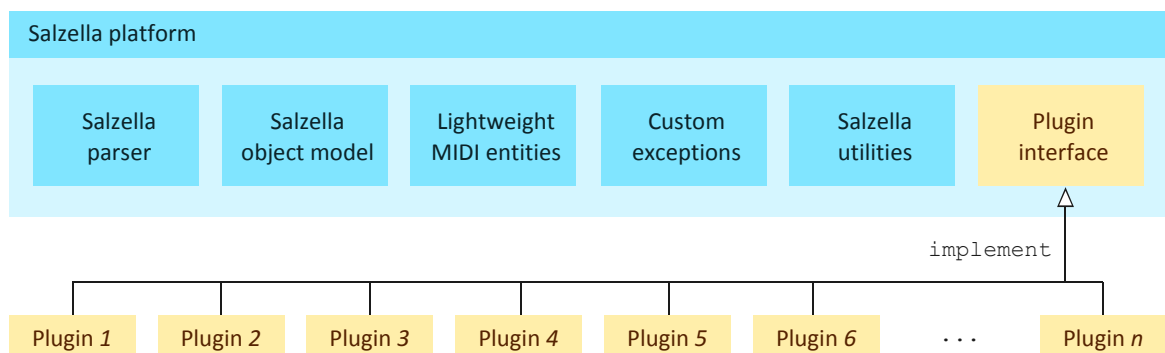 Salzella platform
Salzella
parser
Salzella
object model
Lightweight
MIDI entities
Custom
exceptions
Salzella
utilities
Plugin
interface
implement
Plugin 1
Plugin 2
Plugin 3
Plugin 4
Plugin 5
Plugin 6
...
Plugin n